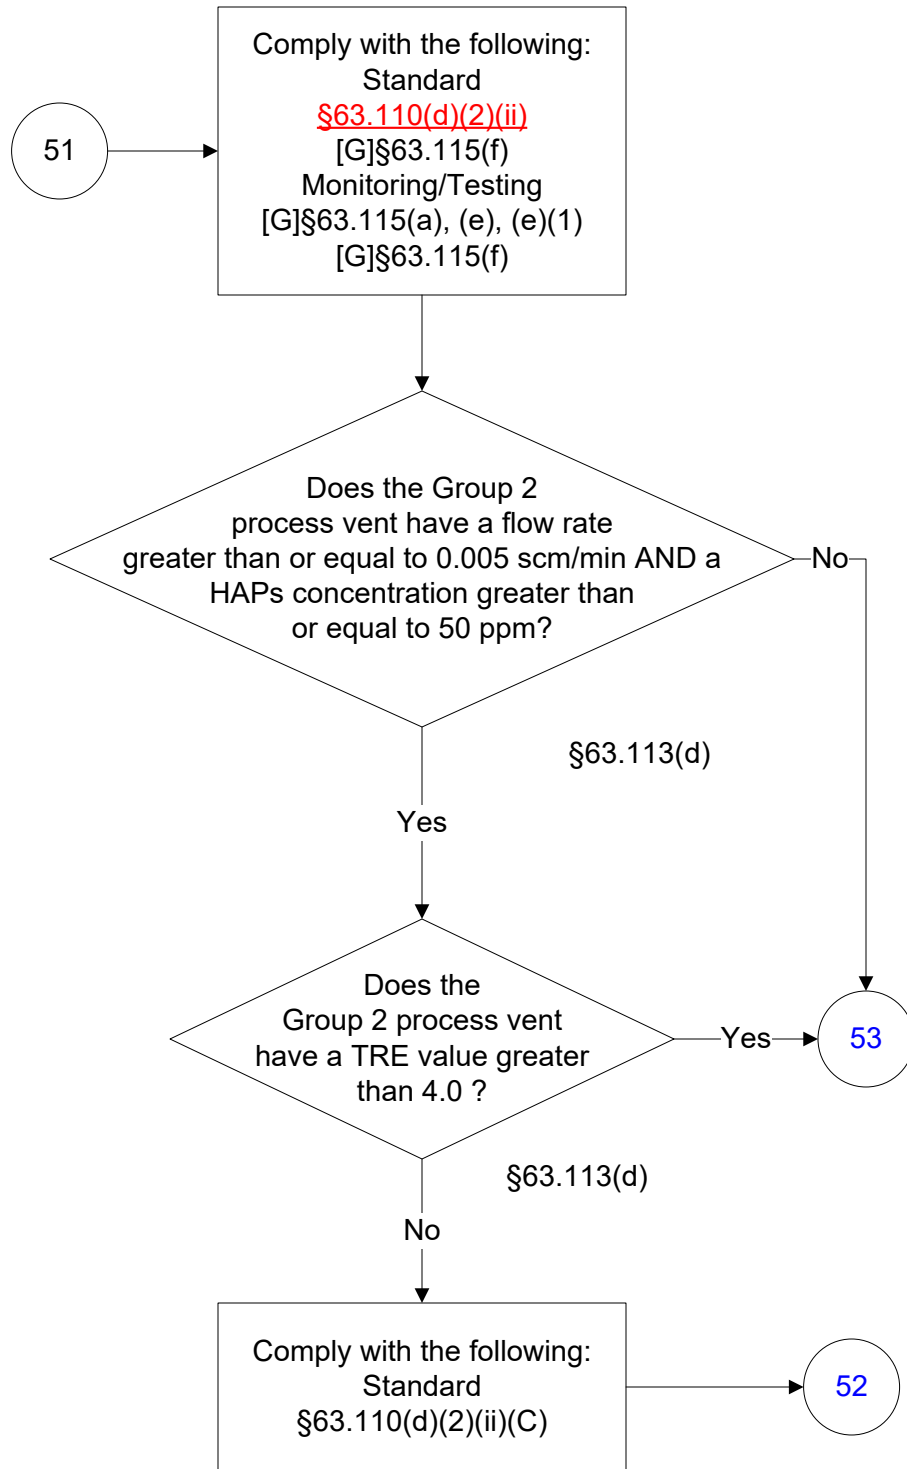 Comply with the following:
Standard
§63.110(d)(2)(ii)
[G]§63.115(f)
Monitoring/Testing
[G]§63.115(a), (e), (e)(1)
[G]§63.115(f)
51
Does the Group 2
process vent have a flow rate
greater than or equal to 0.005 scm/min AND a
HAPs concentration greater than
or equal to 50 ppm?
No
§63.113(d)
Yes
Does the
Group 2 process vent
have a TRE value greater
than 4.0 ?
Yes
53
§63.113(d)
No
Comply with the following:
Standard
§63.110(d)(2)(ii)(C)
52